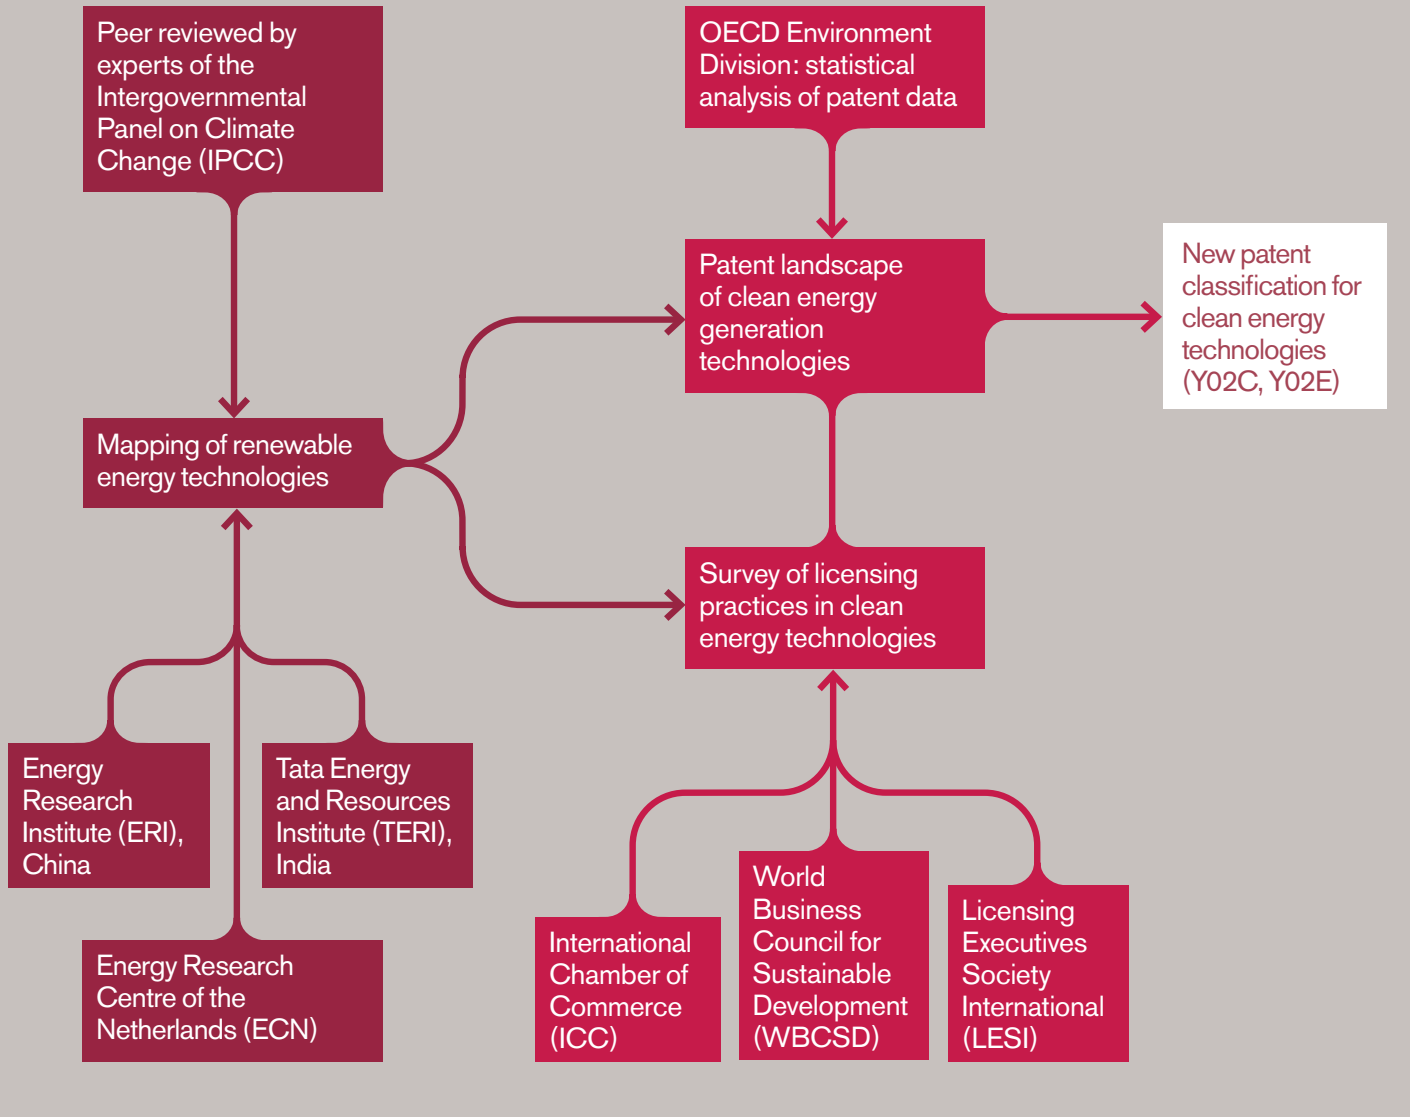 Peer reviewed by
experts of the
Intergovernmental
Panel on Climate
Change (IPCC)
OECD Environment
Division: statistical
analysis of patent data
Patent landscape
of clean energy
generation
technologies
New patent
classification for
clean energy
technologies
(Y02C, Y02E)
Mapping of renewable
energy technologies
Survey of licensing
practices in clean
energy technologies
Energy
Research
Institute (ERI),
China
Tata Energy
and Resources
Institute (TERI),
India
Energy Research
Centre of the
Netherlands (ECN)
International
Chamber of
Commerce
(ICC)
World
Business
Council for
Sustainable
Development
(WBCSD)
Licensing
Executives
Society
International
(LESI)